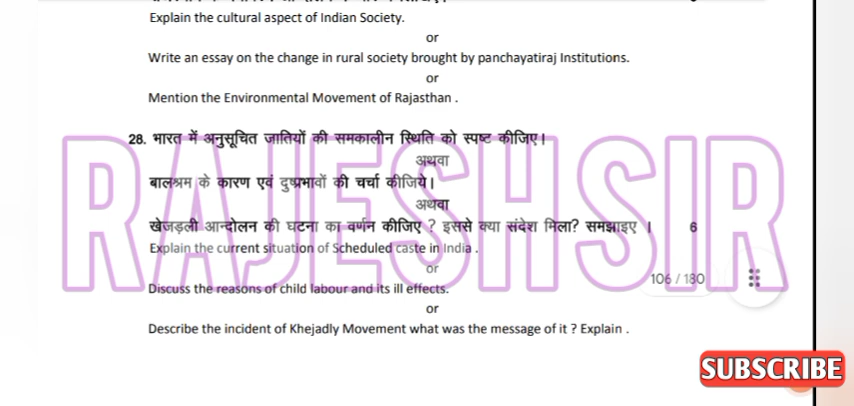 Explain the cultural aspect of Indian Society.
or
Write an essay on the change in rural society brought by panchayatiraj Institutions.
or
Mention the Environmental Movement of Rajasthan .
28. भारत में अनुसूचित जातियों की समकालीन स्थिति को स्पष्ट कीजिए।
अथवा
बालश्रम के कारण एवं दुष्प्रभावों की चर्चा कीजिये।
अथवा
खेजड़ली आन्दोलन की घटना का वर्णन कीजिए ? इससे क्या संदेश मिला? समझाइए । 6
Explain the current situation of Scheduled caste in India .
or
106 / 180
Discuss the reasons of child labour and its ill effects.
or
Describe the incident of Khejadly Movement what was the message of it ? Explain .
RAJESH SIR
SUBSCRIBE